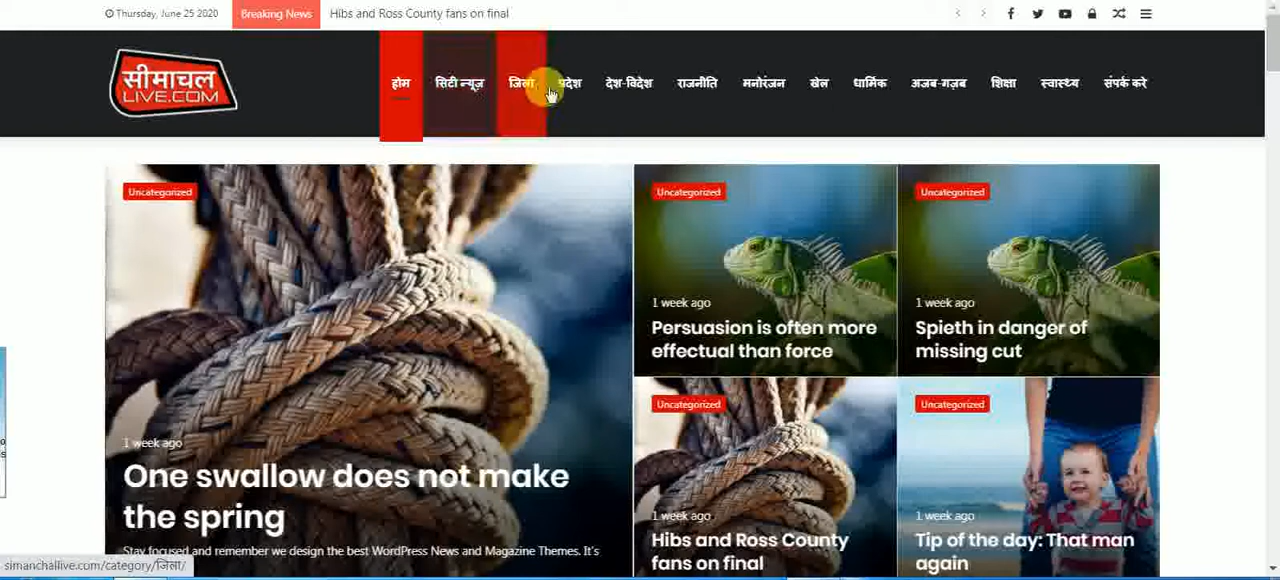 Thursday, June 25 2020
Breaking News
Hibs and Ross County fans on final
सीमाचल
LIVE.COM
होम
सिटी न्यूज़
जिला
प्रदेश
देश-विदेश
राजनीति
मनोरंजन
खेल
धार्मिक
अजब-गज़ब
शिक्षा
स्वास्थ्य
संपर्क करे
Uncategorized
1 week ago
One swallow does not make
the spring
Stay focused and remember we design the best WordPress News and Magazine Themes. It's
Uncategorized
1 week ago
Persuasion is often more
effectual than force
Uncategorized
1 week ago
Spieth in danger of
missing cut
Uncategorized
1 week ago
Hibs and Ross County
fans on final
Uncategorized
1 week ago
Tip of the day: That man
again
simanchallive.com/category/जिला/